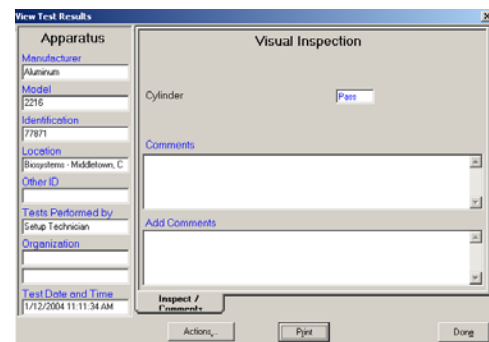 View Test Results
Apparatus
Manufacturer
Aluminum
Model
2216
Identification
77871
Location
Biosystems - Middletown, C
Other ID
Tests Performed by
Setup Technician
Organization
Test Date and Time
1/12/2004 11:11:34 AM
Visual Inspection
Cylinder
Pass
Comments
Add Comments
Inspect /
Comments
Actions...
Print
Done